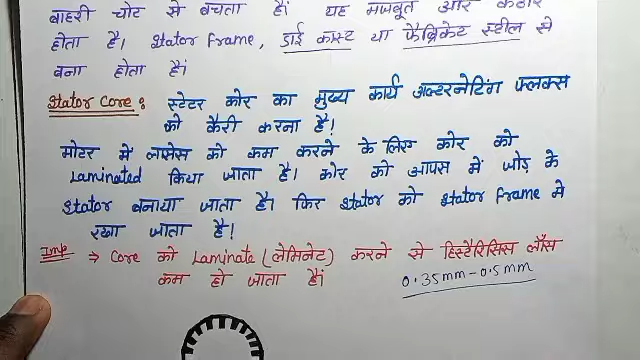 बाहरी चोट से बचता है। यह मजबूत और कठोर
होता है। Stator Frame, डाई कास्ट या फैब्रिकेट स्टील से
बना होता है।
Stator Core: स्टेटर कोर का मुख्य कार्य अल्टरनेटिंग फ्लक्स
को कैरी करना है!
मोटर में लासेस को कम करने के लिए कोर को
Laminated किया जाता है। कोर को आपस में जोड़ के
Stator बनाया जाता है। फिर Stator को Stator Frame में
रखा जाता है!
Imp ⇒ Core को Laminate (लेमिनेट) करने से हिस्टैरिसिस लौस
कम हो जाता है। 0.35mm-0.5mm